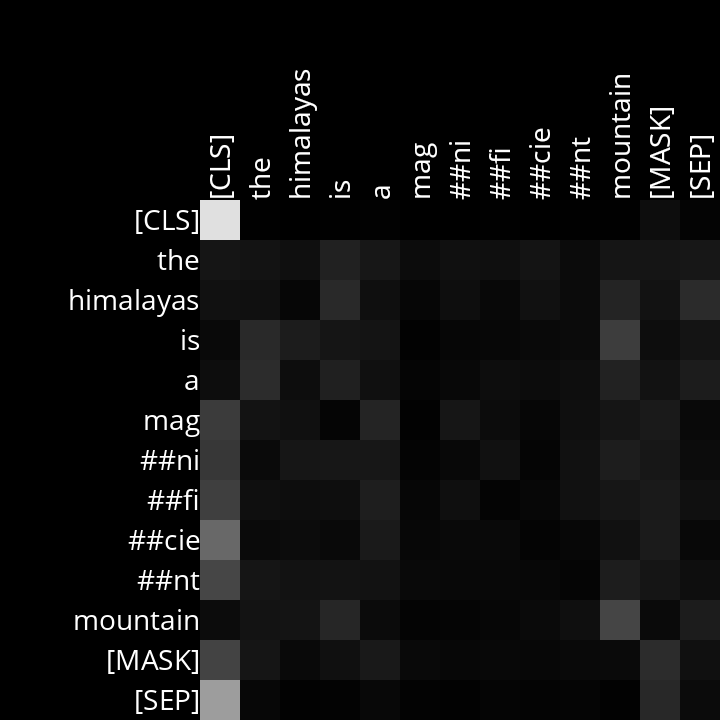 [CLS]
the
himalayas
is
a
mag
##ni
##fi
##cie
##nt
mountain
[MASK]
[SEP]
[CLS]
the
himalayas
is
a
mag
##ni
##fi
##cie
##nt
mountain
[MASK]
[SEP]